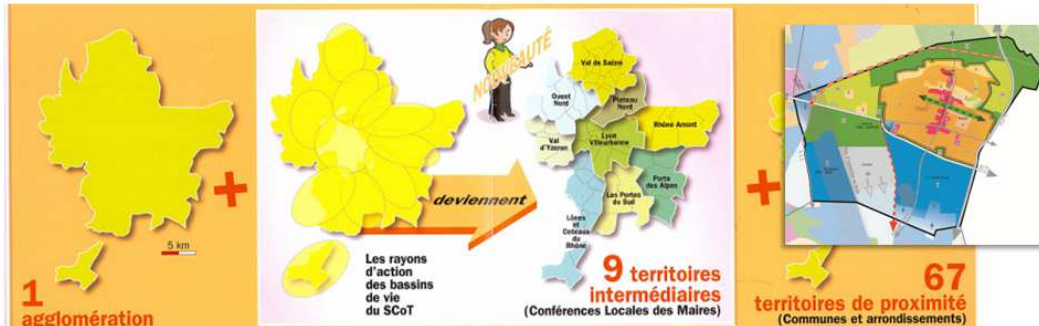 1
agglomération
+
5 km
Les rayons
d'action
des bassins
de vie
du SCoT
deviennent
NOUVEAUTÉ
Val de Saône
Ouest
Nord
Plateau
Nord
Rhône Amont
Val
d'Yzeron
Lyon
Villeurbanne
Porte
des Alpes
Les Portes
du Sud
Lônes
et
Coteaux
du
Rhône
9 territoires
intermédiaires
(Conférences Locales des Maires)
+
67
territoires de proximité
(Communes et arrondissements)